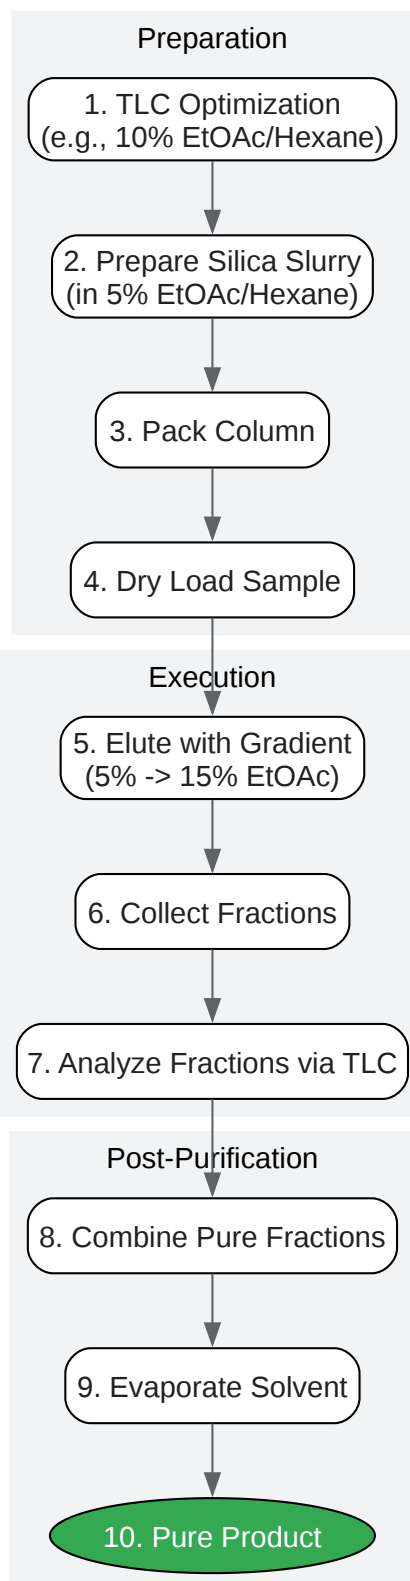 Preparation
1. TLC Optimization
(e.g., 10% EtOAc/Hexane)
2. Prepare Silica Slurry
(in 5% EtOAc/Hexane)
3. Pack Column
4. Dry Load Sample
Execution
5. Elute with Gradient
(5% -> 15% EtOAc)
6. Collect Fractions
7. Analyze Fractions via TLC
Post-Purification
8. Combine Pure Fractions
9. Evaporate Solvent
10. Pure Product